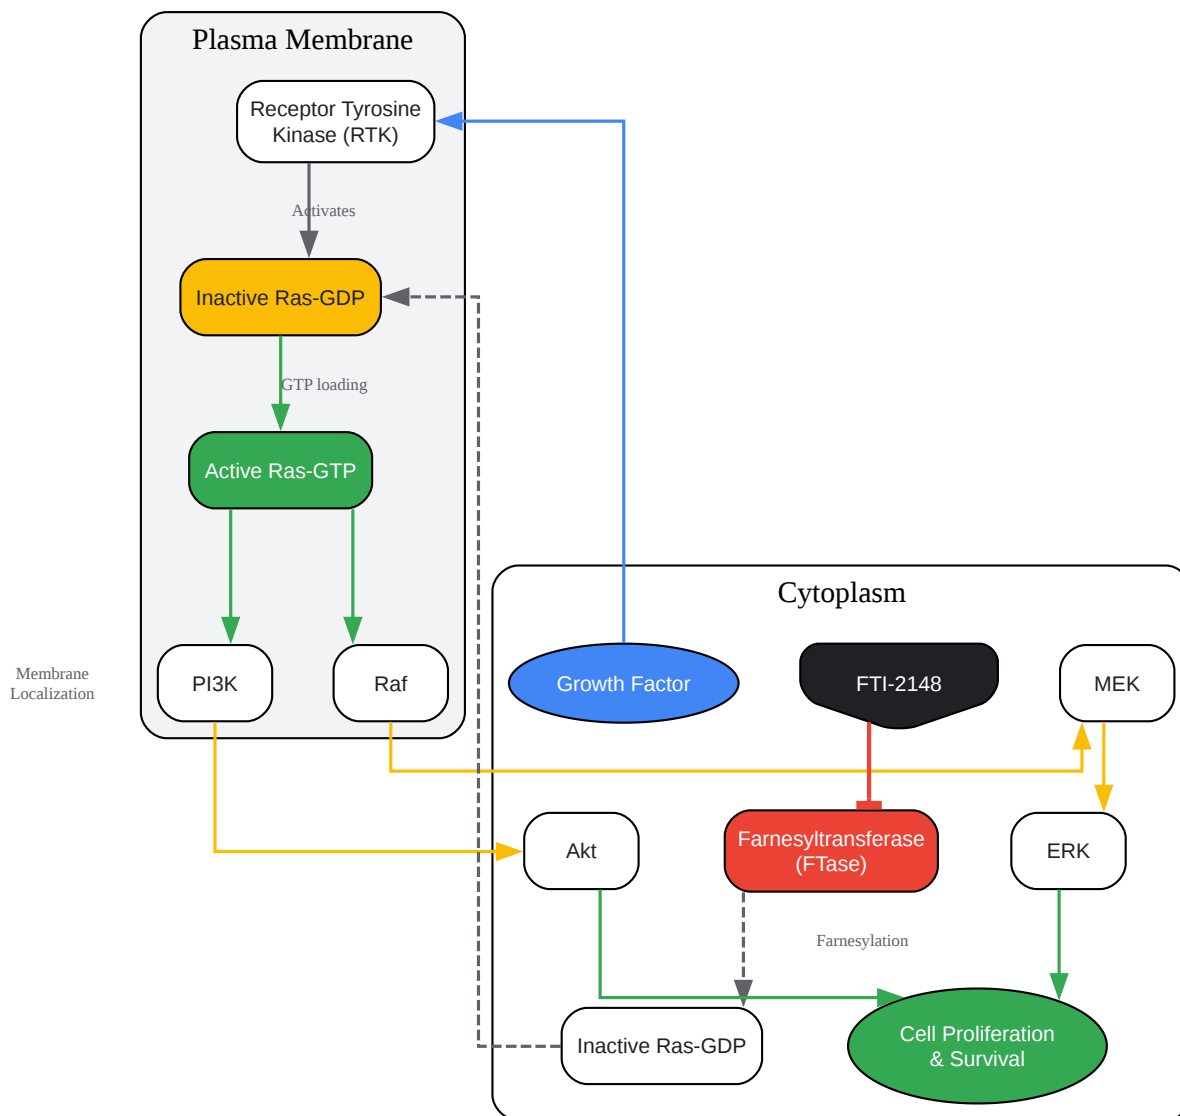 Plasma Membrane
Receptor Tyrosine
Kinase (RTK)
Activates
Inactive Ras-GDP
GTP loading
Active Ras-GTP
PI3K
Raf
Membrane
Localization
Cytoplasm
Growth Factor
FTI-2148
MEK
Akt
Farnesyltransferase
(FTase)
ERK
Farnesylation
Inactive Ras-GDP
Cell Proliferation
& Survival